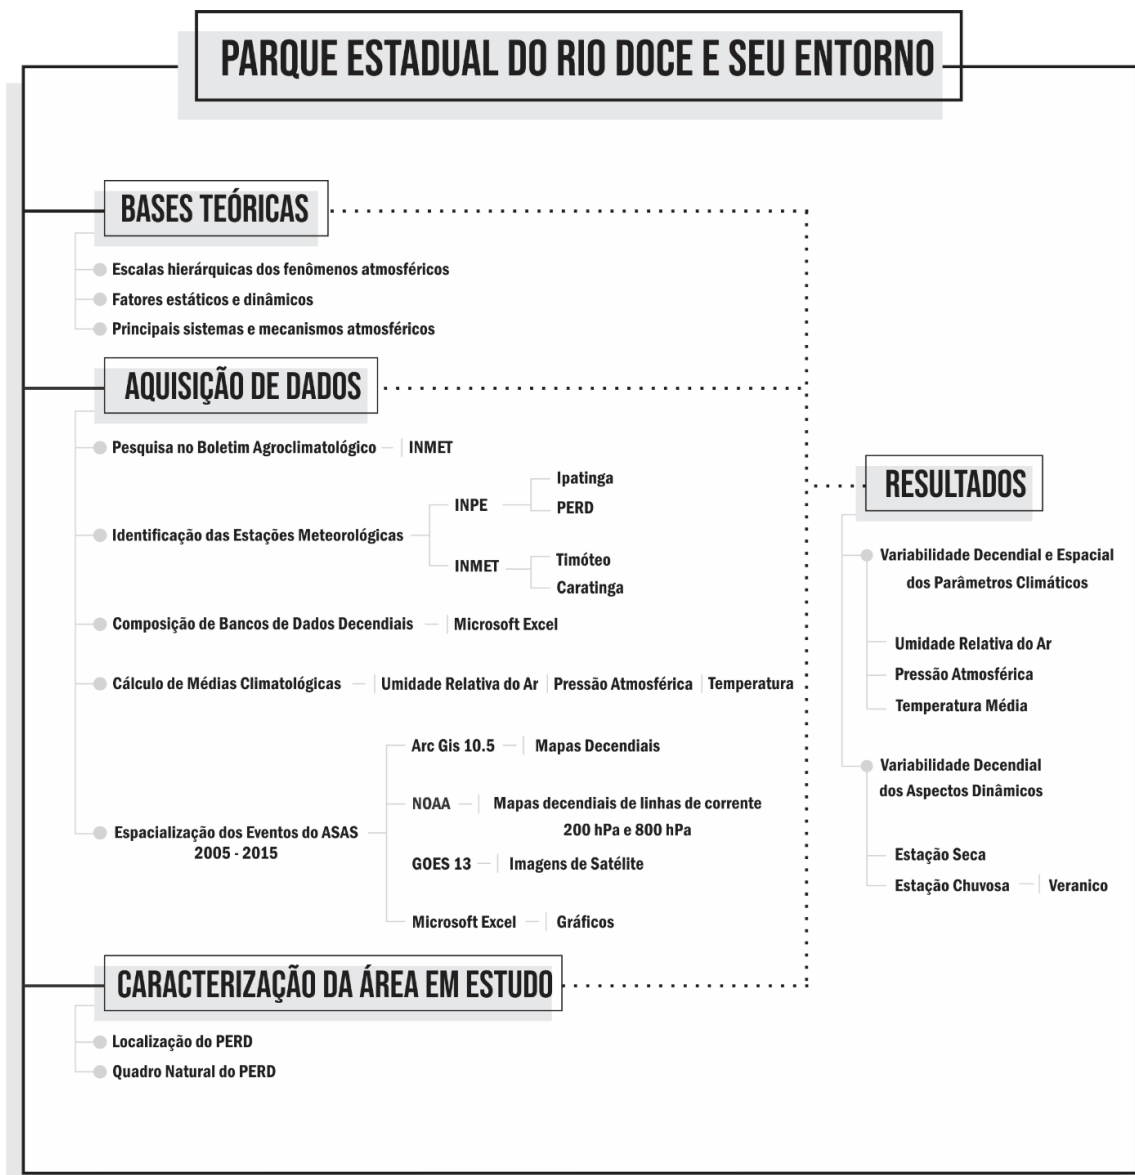 PARQUE ESTADUAL DO RIO DOCE E SEU ENTORNO
BASES TEÓRICAS
Escalas hierárquicas dos fenômenos atmosféricos
Fatores estáticos e dinâmicos
Principais sistemas e mecanismos atmosféricos
AQUISIÇÃO DE DADOS
Pesquisa no Boletim Agroclimatológico
INMET
Identificação das Estações Meteorológicas
INPE
Ipatinga
PERD
INMET
Timóteo
Caratinga
Composição de Bancos de Dados Decendiais
Microsoft Excel
Cálculo de Médias Climatológicas
Umidade Relativa do Ar
Pressão Atmosférica
Temperatura
Espacialização dos Eventos do ASAS
2005 - 2015
Arc Gis 10.5
Mapas Decendiais
NOAA
Mapas decendiais de linhas de corrente
200 hPa e 800 hPa
GOES 13
Imagens de Satélite
Microsoft Excel
Gráficos
CARACTERIZAÇÃO DA ÁREA EM ESTUDO
Localização do PERD
Quadro Natural do PERD
RESULTADOS
Variabilidade Decendial e Espacial
dos Parâmetros Climáticos
Umidade Relativa do Ar
Pressão Atmosférica
Temperatura Média
Variabilidade Decendial
dos Aspectos Dinâmicos
Estação Seca
Estação Chuvosa
Veranico